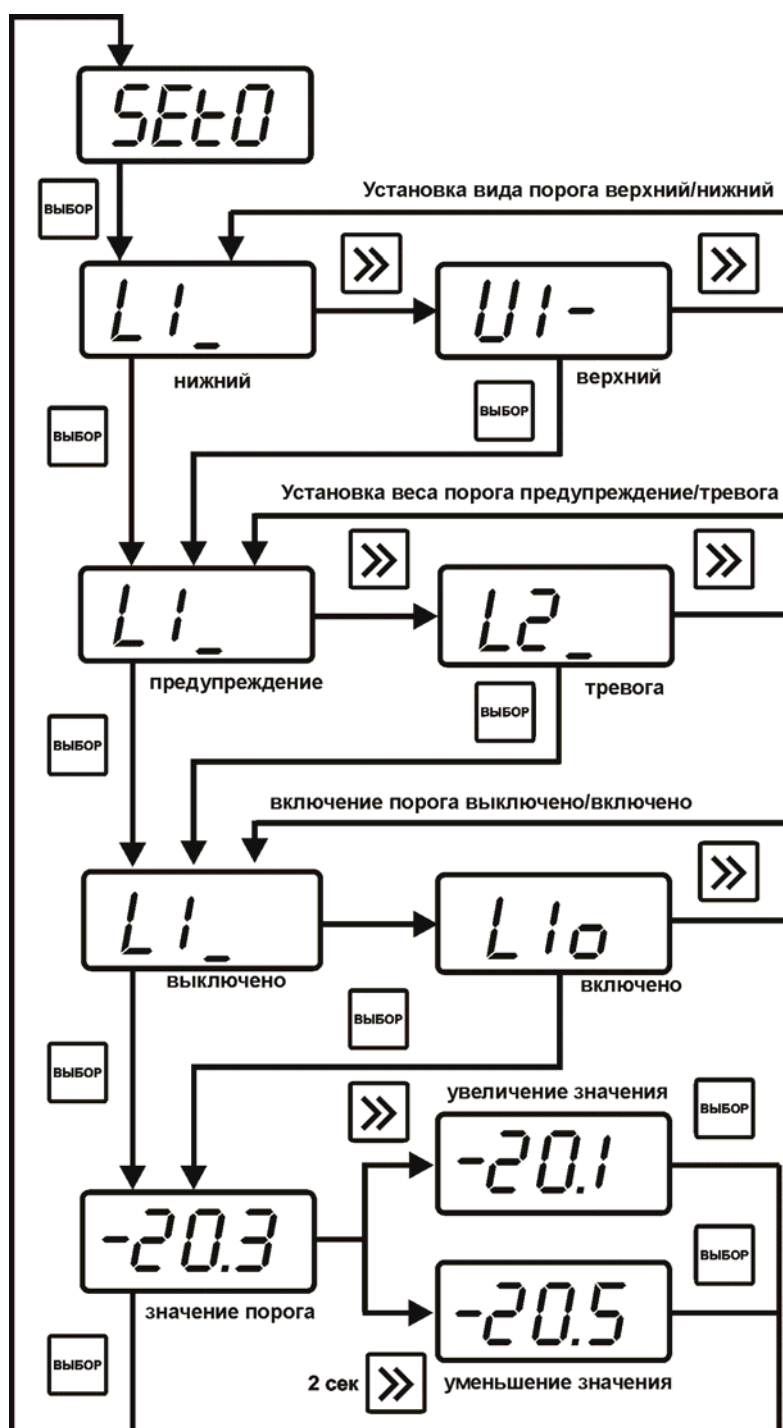 SEt0
ВЫБОР
Установка вида порога верхний/нижний
L1_
U1-
нижний
верхний
ВЫБОР
ВЫБОР
Установка веса порога предупреждение/тревога
L1_
L2_
предупреждение
тревога
ВЫБОР
ВЫБОР
включение порога выключено/включено
L1_
L1o
выключено
включено
ВЫБОР
ВЫБОР
увеличение значения
ВЫБОР
-20.1
-20.3
ВЫБОР
-20.5
значение порога
ВЫБОР
2 сек
уменьшение значения